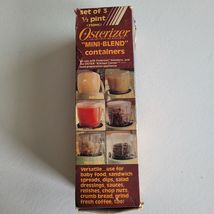 set of 3
½ pint
Osterizer
"MINI-BLEND"
containers
Versatile...use for
baby food, sandwich
spreads, dips, salad
dressings, sauces,
relishes, chop nuts,
crumb bread, grind
fresh coffee, too!